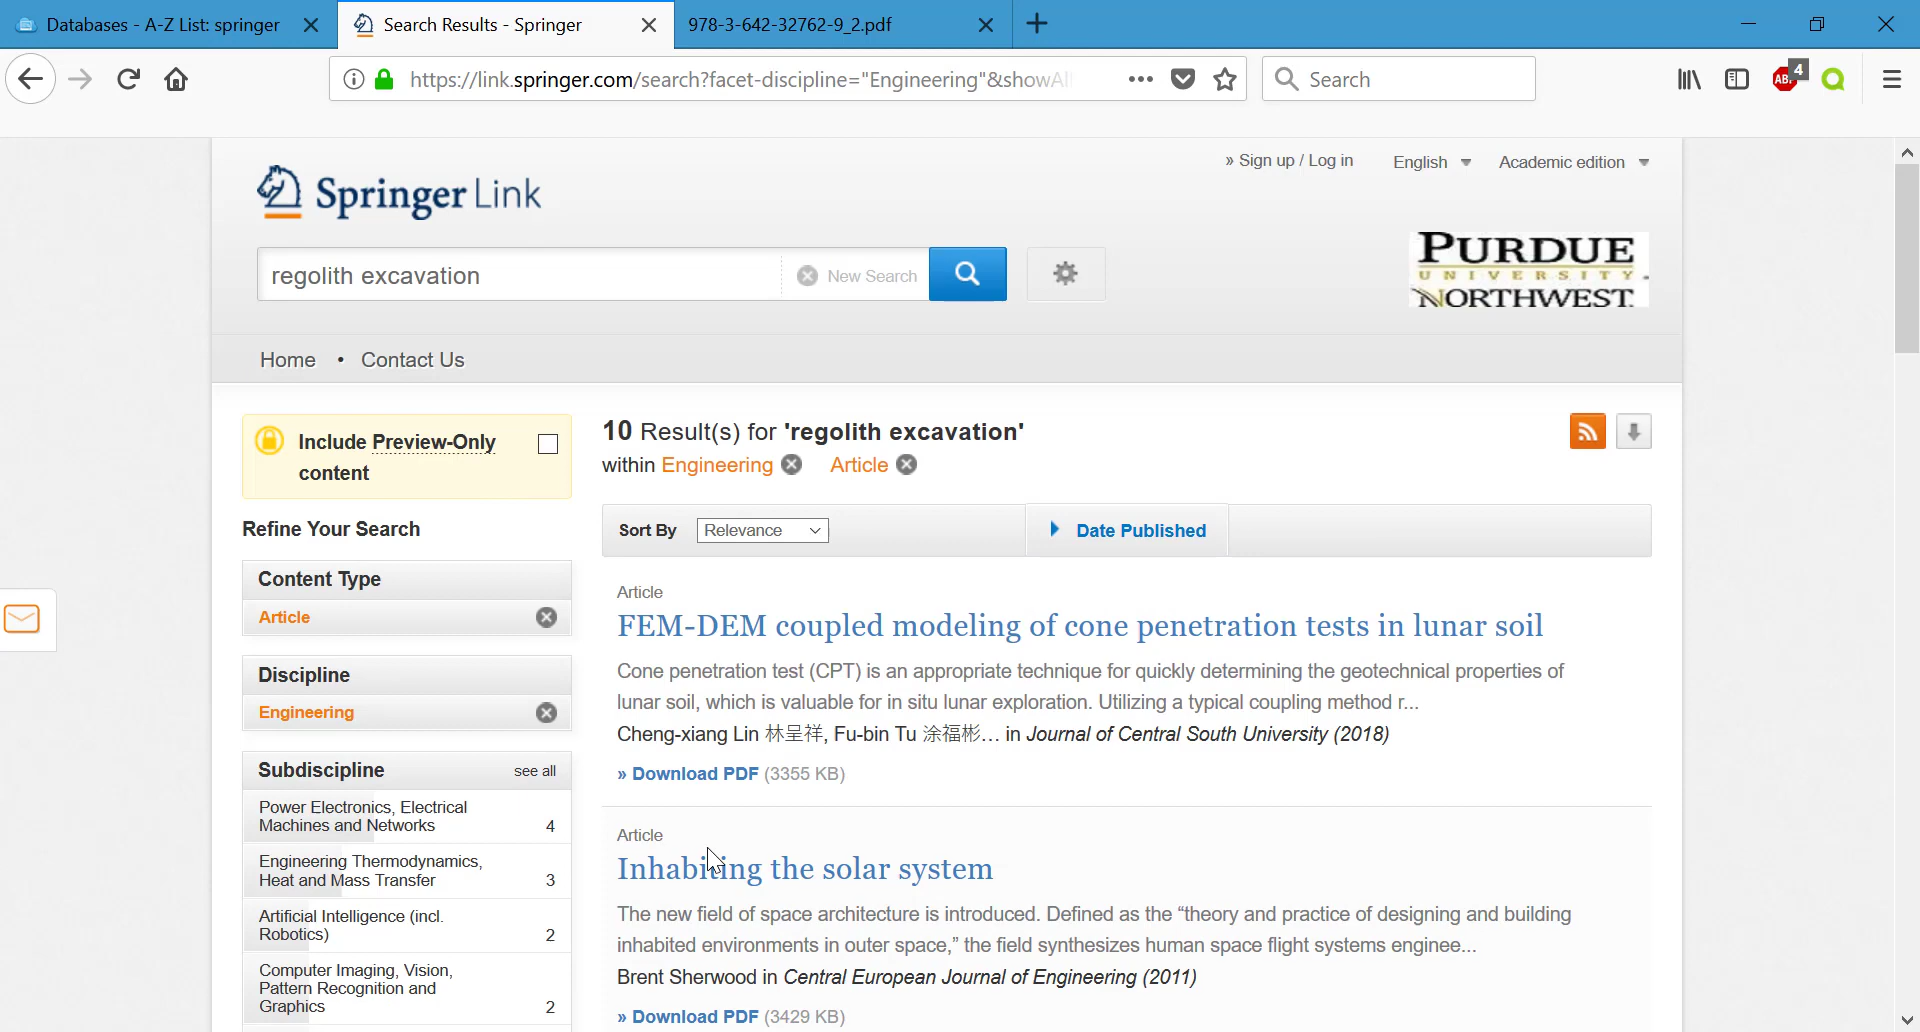 Databases - A-Z List: springer
Search Results - Springer
978-3-642-32762-9_2.pdf
https://link.springer.com/search?facet-discipline="Engineering"&showAll
Search
ABP
4
» Sign up / Log in
English
Academic edition
Springer Link
PURDUE
UNIVERSITY
NORTHWEST
regolith excavation
New Search
Home • Contact Us
Include Preview-Only
content
10 Result(s) for 'regolith excavation'
within Engineering
Article
Refine Your Search
Sort By
Relevance
Date Published
Content Type
Article
Discipline
Engineering
Subdiscipline
see all
Power Electronics, Electrical
Machines and Networks 4
Engineering Thermodynamics,
Heat and Mass Transfer 3
Artificial Intelligence (incl.
Robotics) 2
Computer Imaging, Vision,
Pattern Recognition and
Graphics 2
Article
FEM-DEM coupled modeling of cone penetration tests in lunar soil
Cone penetration test (CPT) is an appropriate technique for quickly determining the geotechnical properties of
lunar soil, which is valuable for in situ lunar exploration. Utilizing a typical coupling method r...
Cheng-xiang Lin 林呈祥, Fu-bin Tu 涂福彬... in Journal of Central South University (2018)
» Download PDF (3355 KB)
Article
Inhabiting the solar system
The new field of space architecture is introduced. Defined as the “theory and practice of designing and building
inhabited environments in outer space,” the field synthesizes human space flight systems enginee...
Brent Sherwood in Central European Journal of Engineering (2011)
» Download PDF (3429 KB)